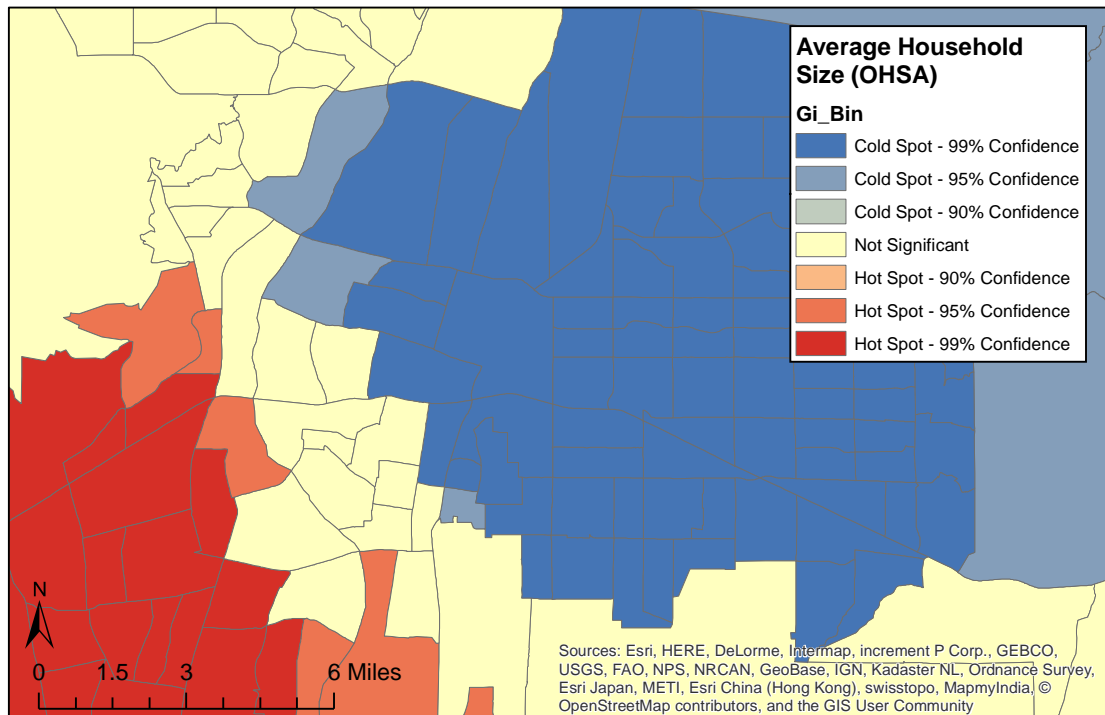 Average Household
Size (OHSA)
Gi_Bin
Cold Spot - 99% Confidence
Cold Spot - 95% Confidence
Cold Spot - 90% Confidence
Not Significant
Hot Spot - 90% Confidence
Hot Spot - 95% Confidence
Hot Spot - 99% Confidence
N
0 1.5 3 6 Miles
Sources: Esri, HERE, DeLorme, Intermap, increment P Corp., GEBCO,
USGS, FAO, NPS, NRCAN, GeoBase, IGN, Kadaster NL, Ordnance Survey,
Esri Japan, METI, Esri China (Hong Kong), swisstopo, MapmyIndia, ©
OpenStreetMap contributors, and the GIS User Community